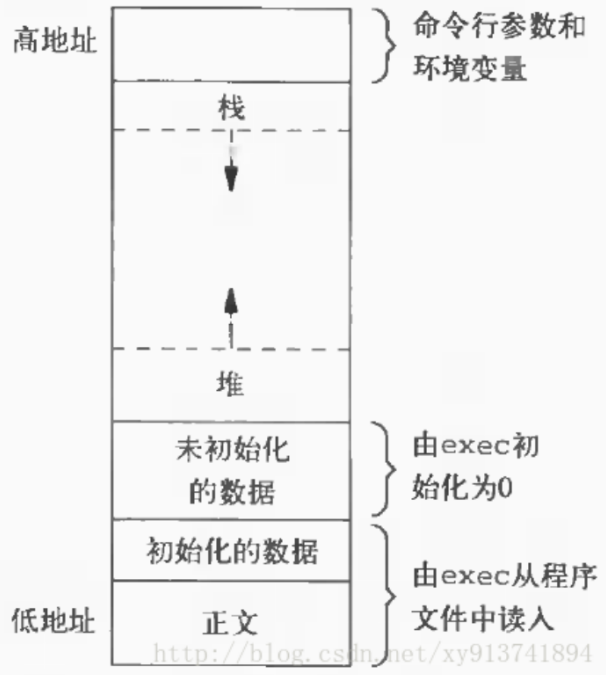 高地址
命令行参数和
环境变量
栈
堆
未初始化
的数据
由exec初
始化为0
初始化的数据
由exec从程序
文件中读入
低地址
正文
http://blog.csdn.net/xy913741894